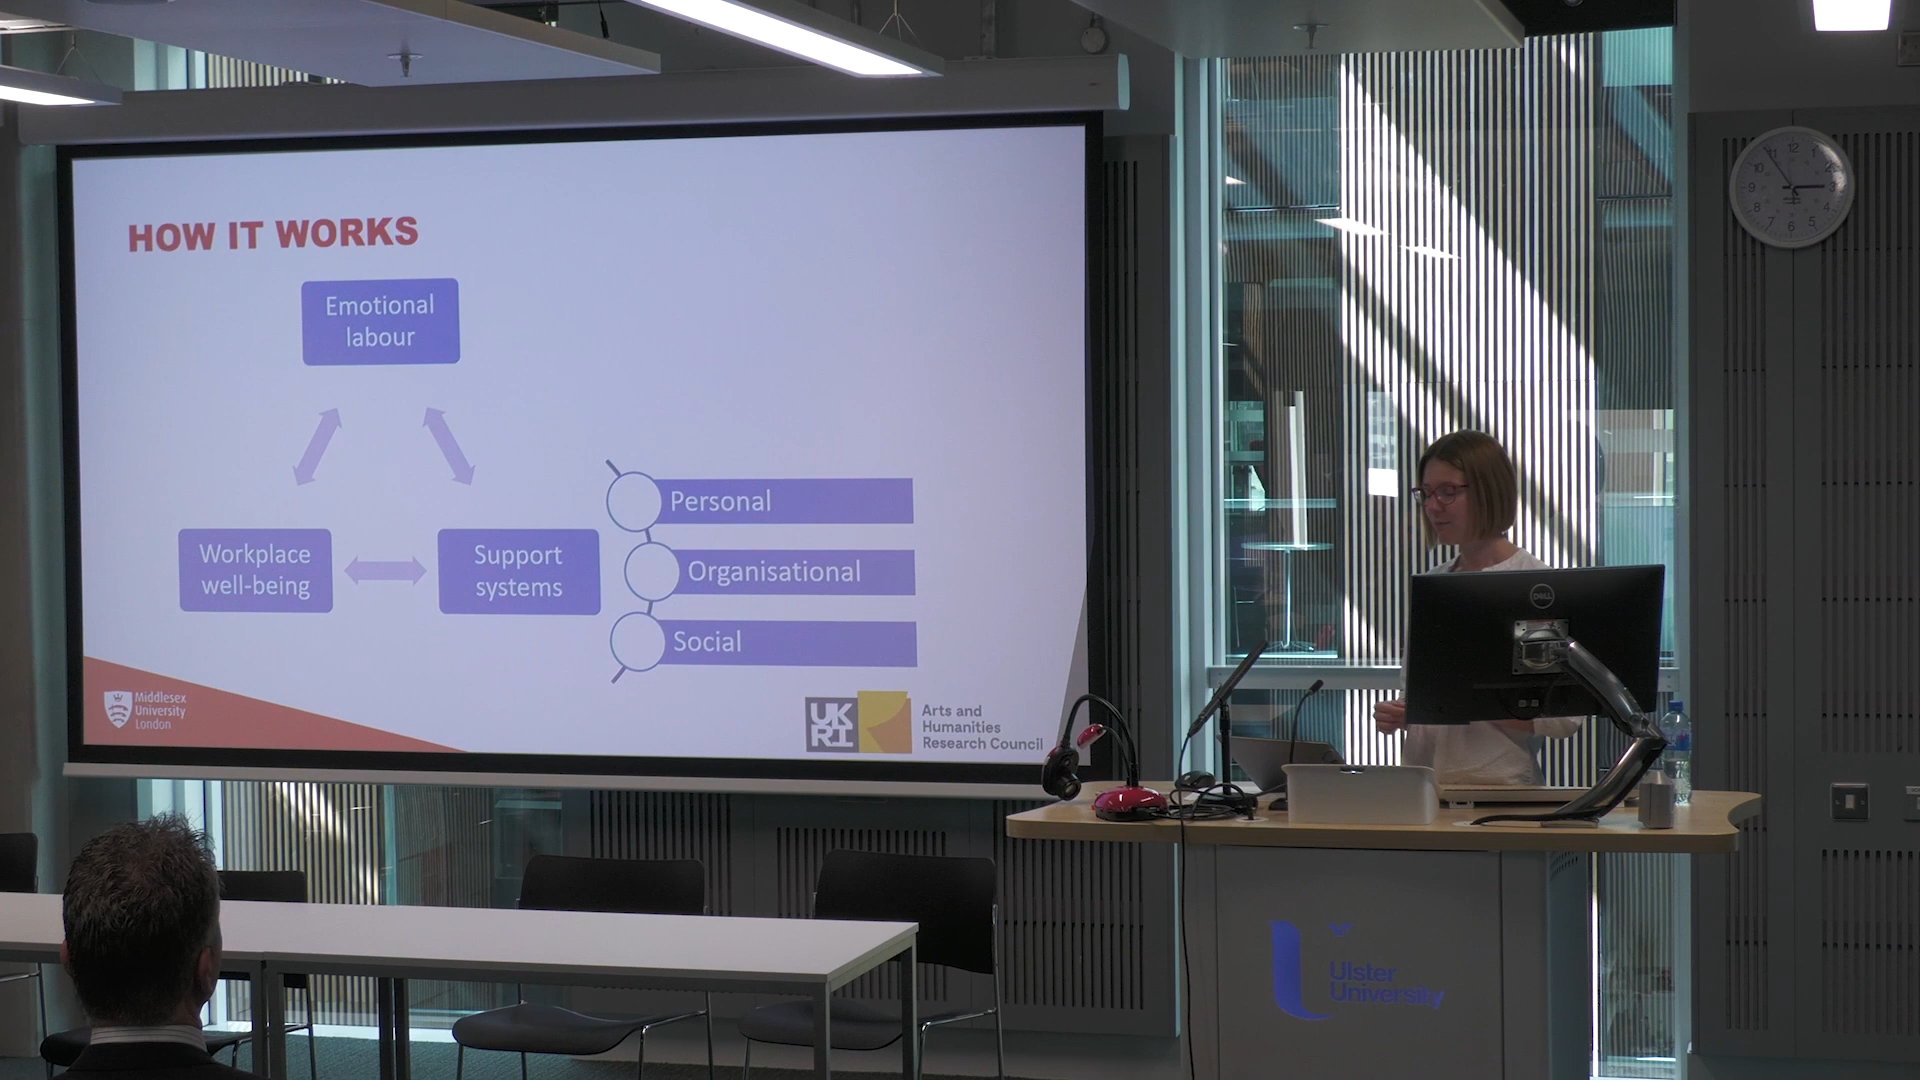 HOW IT WORKS
Emotional
labour
Workplace
well-being
Support
systems
Personal
Organisational
Social
Middlesex
University
London
UK
RI
Arts and
Humanities
Research Council
DELL
Ulster
University